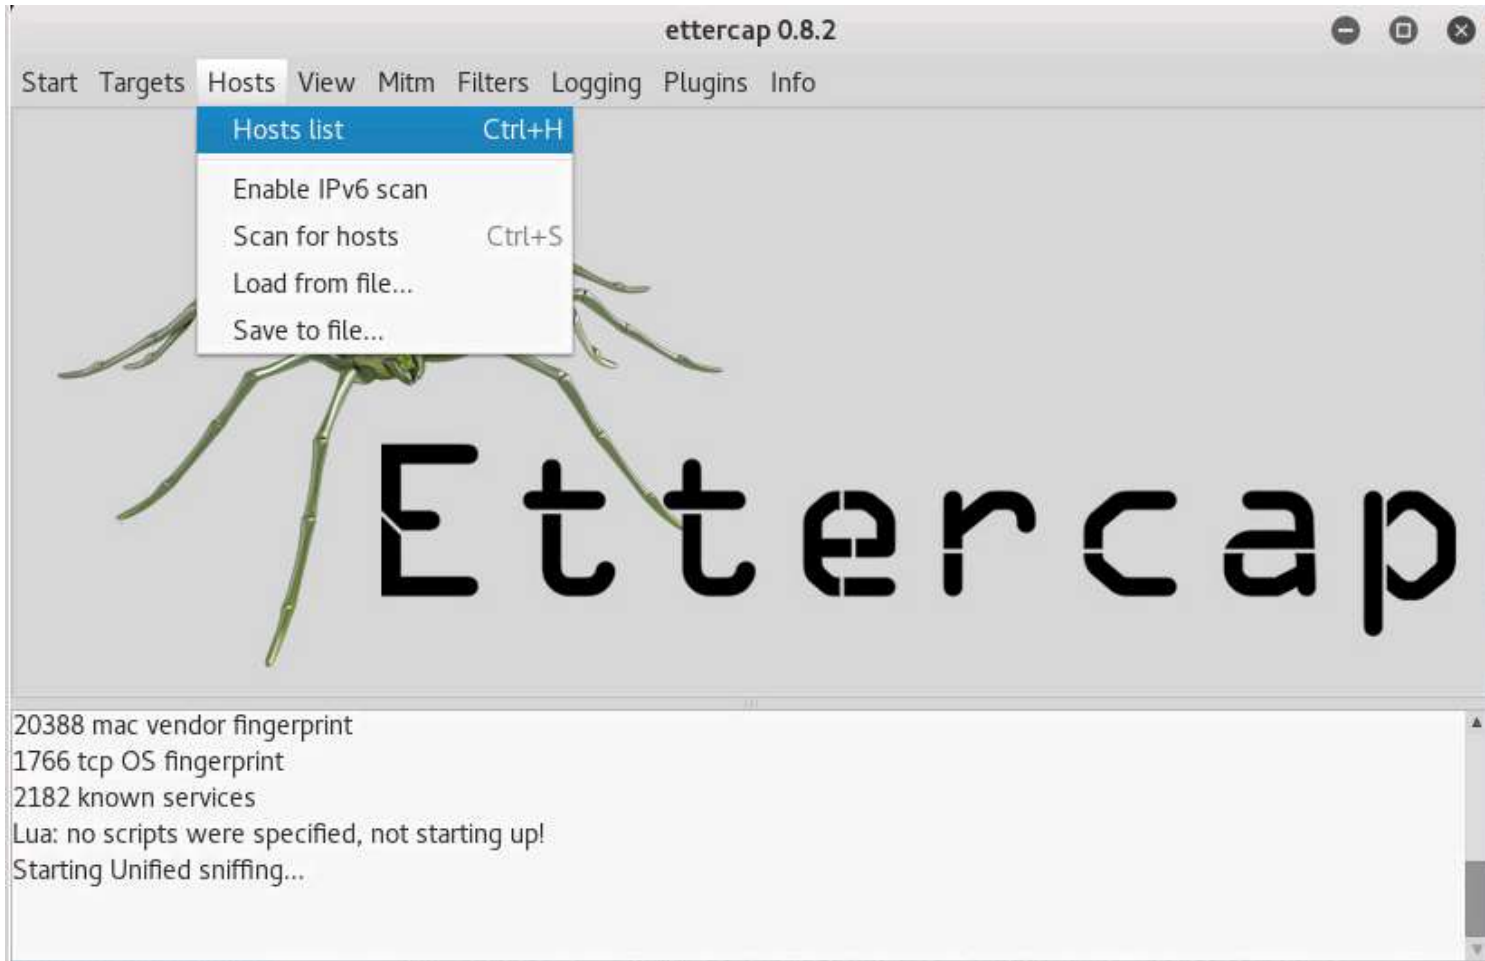 ettercap 0.8.2
Start Targets Hosts View Mitm Filters Logging Plugins Info
Hosts list Ctrl+H
Enable IPv6 scan
Scan for hosts Ctrl+S
Load from file...
Save to file...
Ettercap
20388 mac vendor fingerprint
1766 tcp OS fingerprint
2182 known services
Lua: no scripts were specified, not starting up!
Starting Unified sniffing...